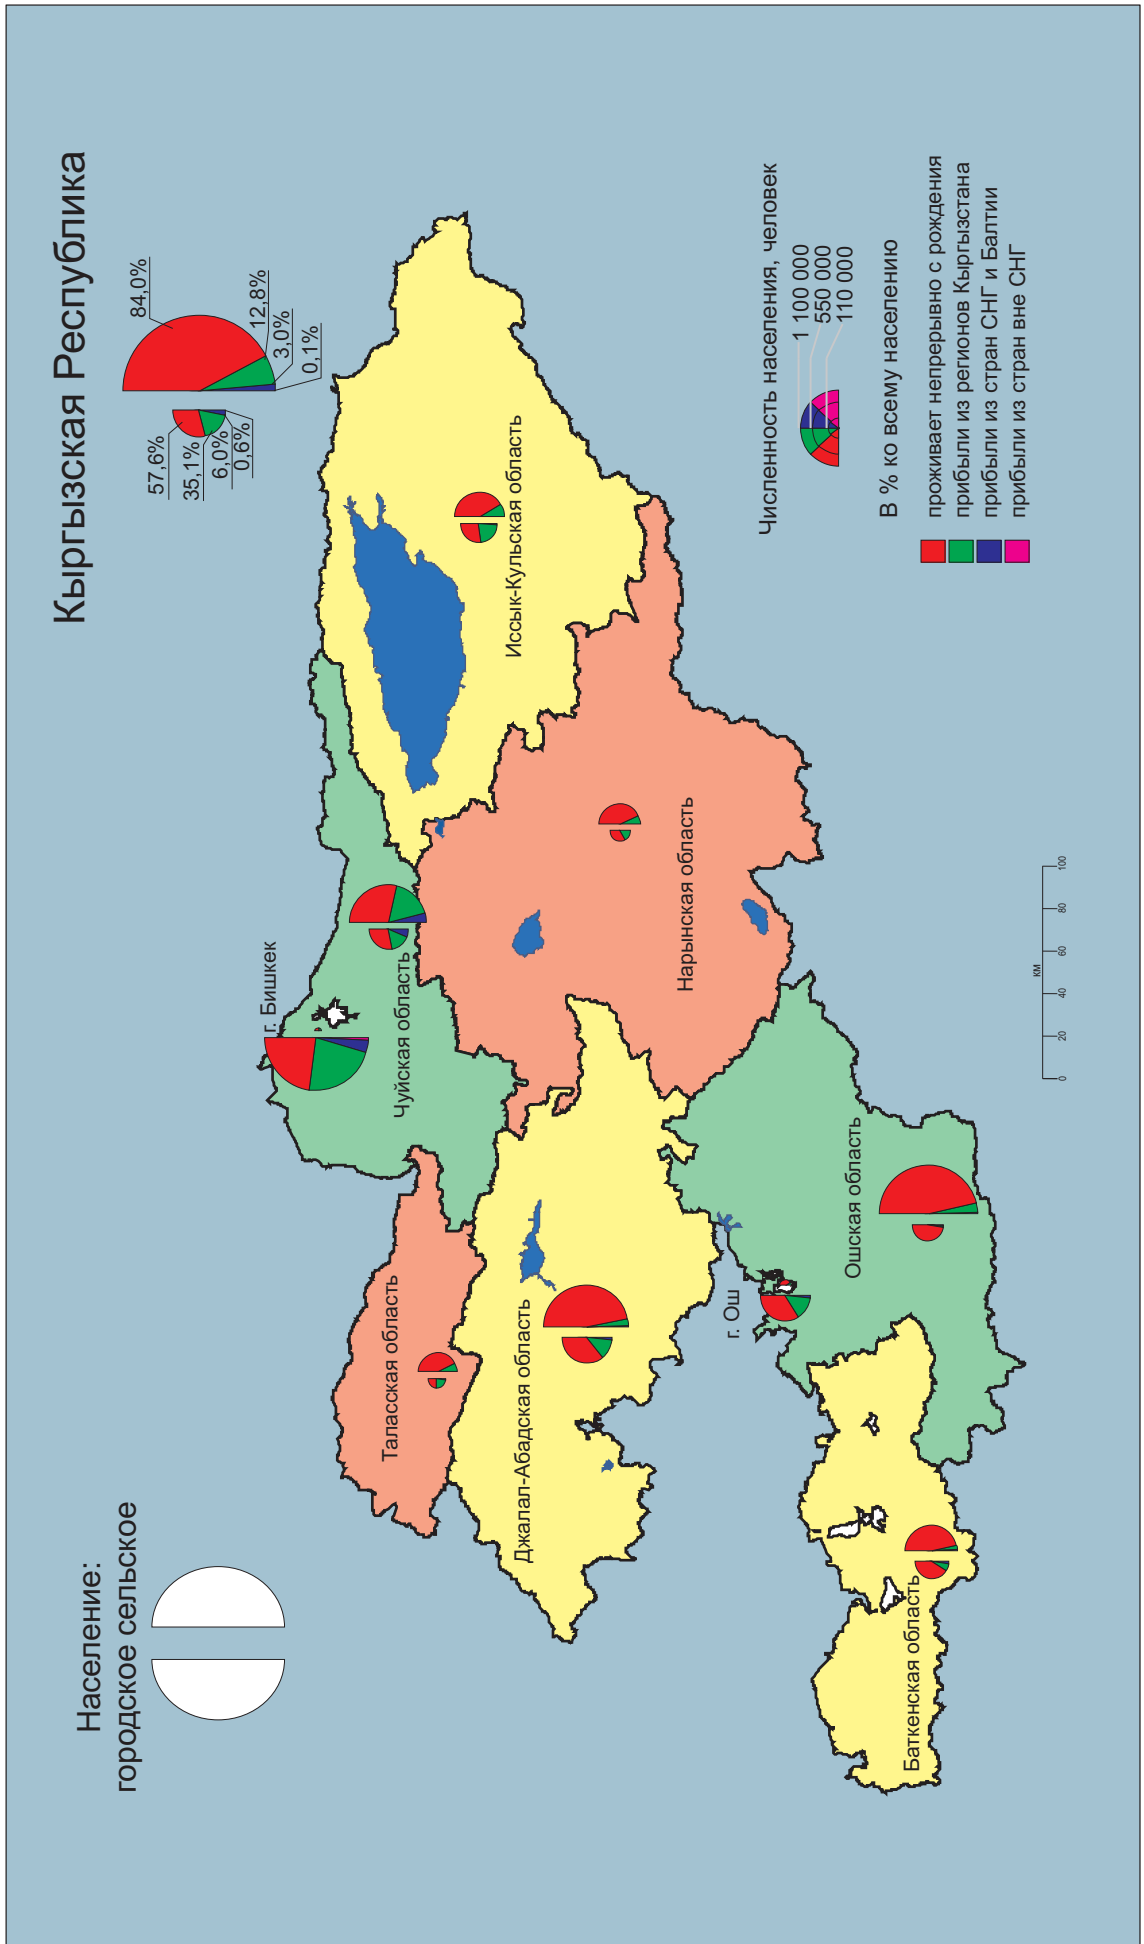 Кыргызская Республика
Население:
городское сельское
57,6%
35,1%
6,0%
0,6%
84,0%
12,8%
3,0%
0,1%
г. Бишкек
Чуйская область
Иссык-Кульская область
Таласская область
Джалал-Абадская область
Нарынская область
г. Ош
Ошская область
Баткенская область
Численность населения, человек
1 100 000
550 000
110 000
В % ко всему населению
проживает непрерывно с рождения
прибыли из регионов Кыргызстана
прибыли из стран СНГ и Балтии
прибыли из стран вне СНГ
км
0 20 40 60 80 100